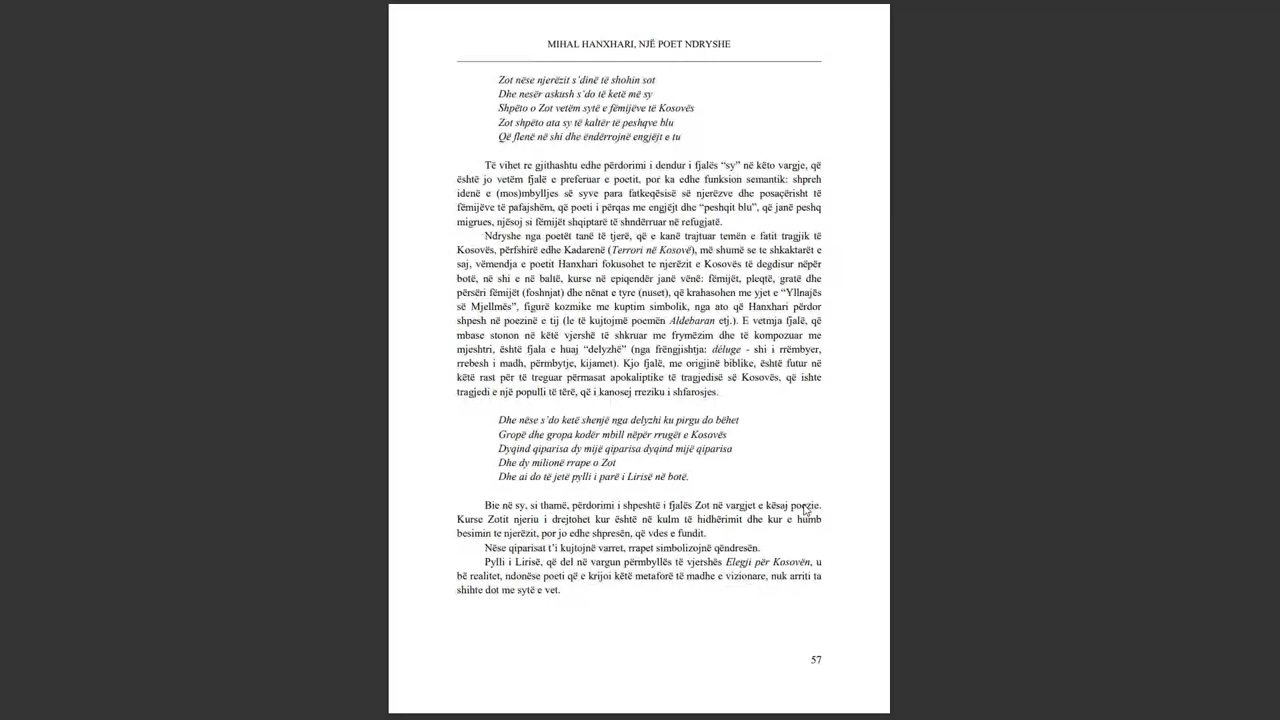 MIHAL HANXHARI, NJË POET NDRYSHE
Zot nëse njerëzit s'dinë të shohin sot
Dhe nesër askush s'do të ketë më sy
Shpëto o Zot vetëm sytë e fëmijëve të Kosovës
Zot shpëto ata sy të kaltër të peshqve blu
Që flenë në shi dhe ëndërrojnë engjëjt e tu
Të vihet re gjithashtu edhe përdorimi i dendur i fjalës “sy” në këto vargje, që
është jo vetëm fjalë e preferuar e poetit, por ka edhe funksion semantik: shpreh
idenë e (mos)mbylljes së syve para fatkeqësisë së njerëzve dhe posaçërisht të
fëmijëve të pafajshëm, që poeti i përqas me engjëjt dhe “peshqit blu”, që janë peshq
migrues, njësoj si fëmijët shqiptarë të shndërruar në refugjatë.
Ndryshe nga poetët tanë të tjerë, që e kanë trajtuar temën e fatit tragjik të
Kosovës, përfshirë edhe Kadarenë (Terrori në Kosovë), më shumë se te shkaktarët e
saj, vëmendja e poetit Hanxhari fokusohet te njerëzit e Kosovës të degdisur nëpër
botë, në shi e në baltë, kurse në epiqendër janë vënë: fëmijët, pleqtë, gratë dhe
përsëri fëmijët (foshnjat) dhe nënat e tyre (nuset), që krahasohen me yjet e “Yllnajës
së Mjellmës”, figurë kozmike me kuptim simbolik, nga ato që Hanxhari përdor
shpesh në poezinë e tij (le të kujtojmë poemën Aldebaran etj.). E vetmja fjalë, që
mbase stonon në këtë vjershë të shkruar me frymëzim dhe të kompozuar me
mjeshtri, është fjala e huaj “delyzhë” (nga frëngjishtja: déluge - shi i rrëmbyer,
rrebesh i madh, përmbytje, kijamet). Kjo fjalë, me origjinë biblike, është futur në
këtë rast për të treguar përmasat apokaliptike të tragjedisë së Kosovës, që ishte
tragjedi e një populli të tërë, që i kanosej rreziku i shfarosjes.
Dhe nëse s'do ketë shenjë nga delyzhi ku pirgu do bëhet
Gropë dhe gropa kodër mbill nëpër rrugët e Kosovës
Dyqind qiparisa dy mijë qiparisa dyqind mijë qiparisa
Dhe dy milionë rrape o Zot
Dhe ai do të jetë pylli i parë i Lirisë në botë.
Bie në sy, si thamë, përdorimi i shpeshtë i fjalës Zot në vargjet e kësaj poezie.
Kurse Zotit njeriu i drejtohet kur është në kulm të hidhërimit dhe kur e humb
besimin te njerëzit, por jo edhe shpresën, që vdes e fundit.
Nëse qiparisat t'i kujtojnë varret, rrapet simbolizojnë qëndresën.
Pylli i Lirisë, që del në vargun përmbyllës të vjershës Elegji për Kosovën, u
bë realitet, ndonëse poeti që e krijoi këtë metaforë të madhe e vizionare, nuk arriti ta
shihte dot me sytë e vet.
57